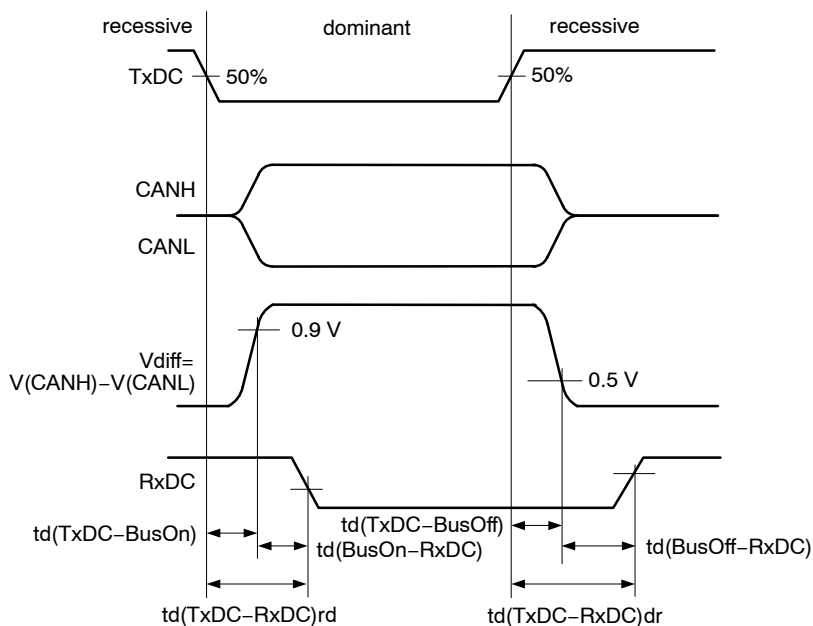 recessive
dominant
recessive
TxDC
50%
50%
CANH
CANL
0.9 V
Vdiff=
V(CANH)−V(CANL)
0.5 V
RxDC
td(TxDC−BusOn)
td(TxDC−BusOff)
td(BusOn−RxDC)
td(BusOff−RxDC)
td(TxDC−RxDC)rd
td(TxDC−RxDC)dr